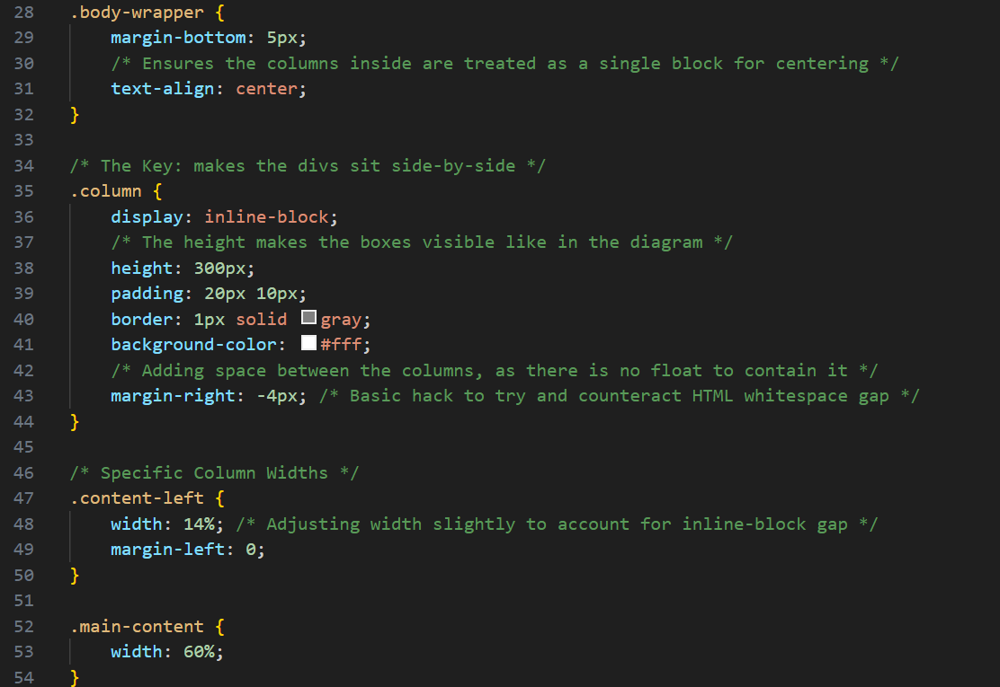 28 .body-wrapper {
29     margin-bottom: 5px;
30     /* Ensures the columns inside are treated as a single block for centering */
31     text-align: center;
32 }
33
34 /* The Key: makes the divs sit side-by-side */
35 .column {
36     display: inline-block;
37     /* The height makes the boxes visible like in the diagram */
38     height: 300px;
39     padding: 20px 10px;
40     border: 1px solid gray;
41     background-color: #fff;
42     /* Adding space between the columns, as there is no float to contain it */
43     margin-right: -4px; /* Basic hack to try and counteract HTML whitespace gap */
44 }
45
46 /* Specific Column Widths */
47 .content-left {
48     width: 14%; /* Adjusting width slightly to account for inline-block gap */
49     margin-left: 0;
50 }
51
52 .main-content {
53     width: 60%;
54 }